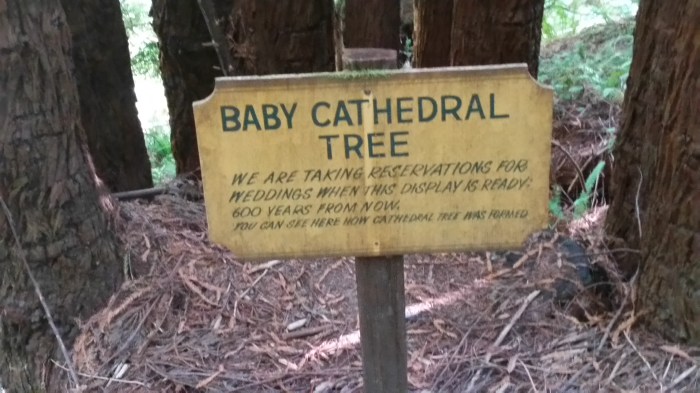 BABY CATHEDRAL
TREE
WE ARE TAKING RESERVATIONS FOR
WEDDINGS WHEN THIS DISPLAY IS READY:
600 YEARS FROM NOW.
YOU CAN SEE HERE HOW CATHEDRAL TREE WAS FORMED